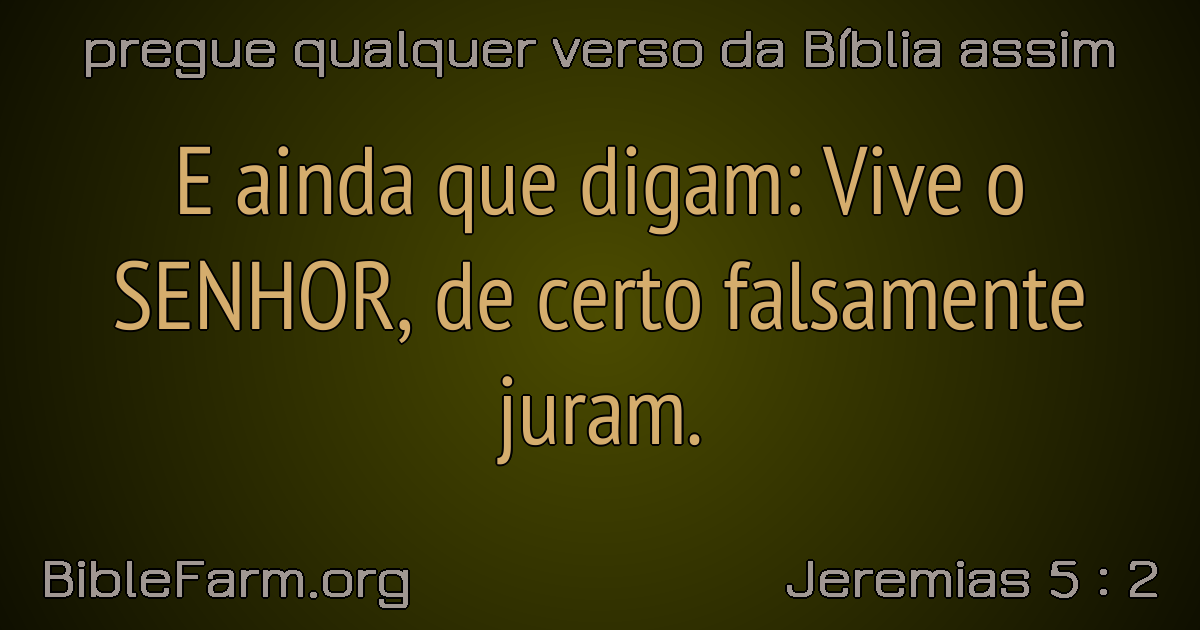 pregue qualquer verso da Bíblia assim
E ainda que digam: Vive o
SENHOR, de certo falsamente
juram.
BibleFarm.org
Jeremias 5 : 2